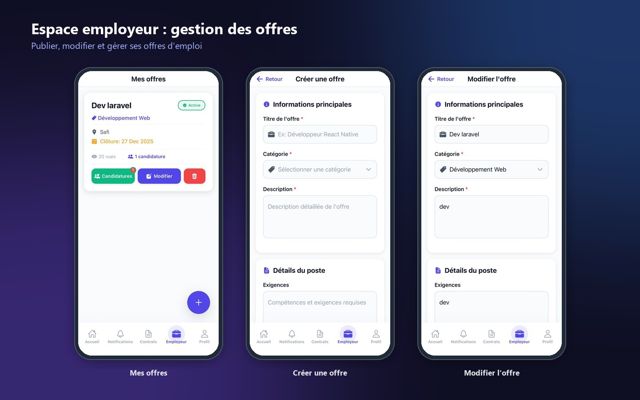 Espace employeur : gestion des offres
Publier, modifier et gérer ses offres d'emploi
Mes offres
Dev laravel
Active
Développement Web
Safi
Clôture: 27 Dec 2025
vues
1 candidature
Candidatures
Modifier
+
Accueil
Notifications
Contrats
Employeur
Profil
Mes offres
Retour
Créer une offre
Informations principales
Titre de l'offre *
Ex: Développeur React Native
Catégorie *
Sélectionner une catégorie
Description *
Description détaillée de l'offre
Détails du poste
Exigences
Compétences et exigences requises
Accueil
Notifications
Contrats
Employeur
Profil
Créer une offre
Retour
Modifier l'offre
Informations principales
Titre de l'offre *
Dev laravel
Catégorie *
Développement Web
Description *
dev
Détails du poste
Exigences
dev
Accueil
Notifications
Contrats
Employeur
Profil
Modifier l'offre